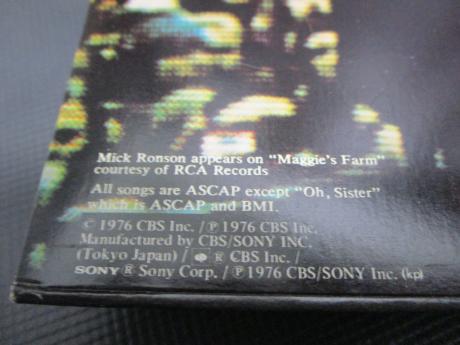 Mick Ronson appears on "Maggie's Farm"
courtesy of RCA Records
All songs are ASCAP except "Oh, Sister"
which is ASCAP and BMI.
© 1976 CBS Inc. / ℗ 1976 CBS Inc.
Manufactured by CBS/SONY INC.
(Tokyo Japan) / ® CBS Inc. /
SONY ® Sony Corp. / ℗ 1976 CBS/SONY Inc. (kp)